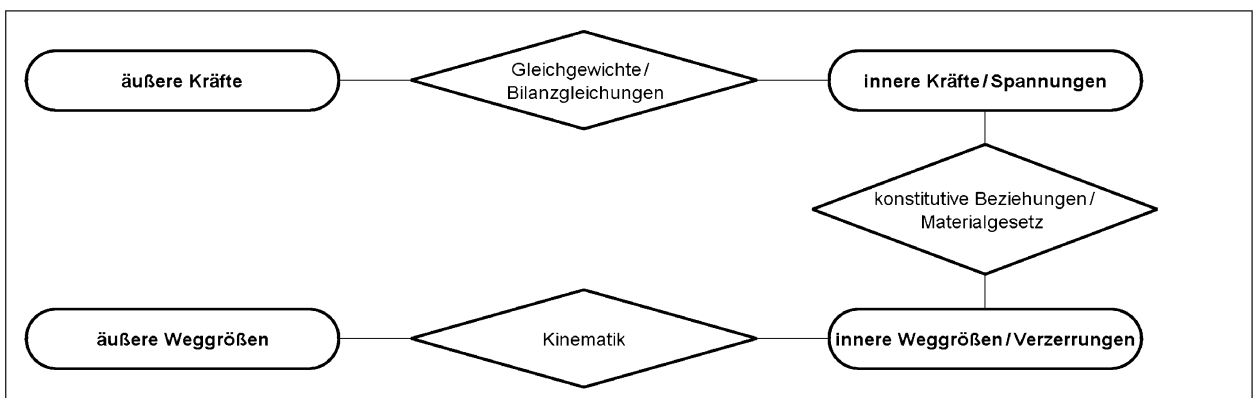 äußere Kräfte
Gleichgewichte/
Bilanzgleichungen
innere Kräfte/Spannungen
konstitutive Beziehungen/
Materialgesetz
äußere Weggrößen
Kinematik
innere Weggrößen/Verzerrungen